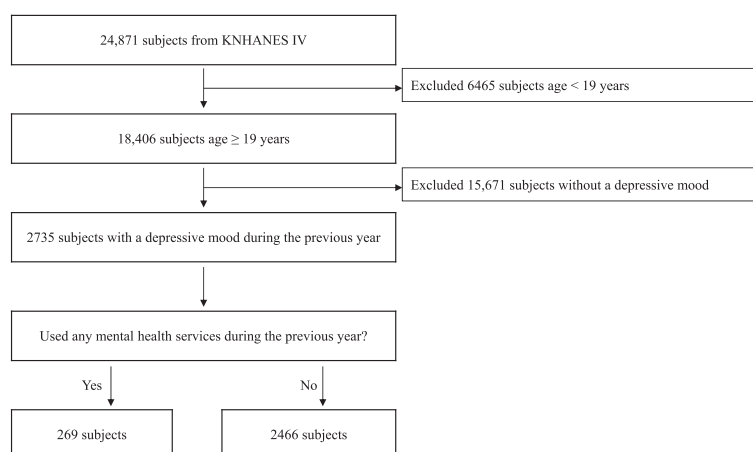 24,871 subjects from KNHANES IV
Excluded 6465 subjects age < 19 years
18,406 subjects age ≥ 19 years
Excluded 15,671 subjects without a depressive mood
2735 subjects with a depressive mood during the previous year
Used any mental health services during the previous year?
Yes No
269 subjects 2466 subjects